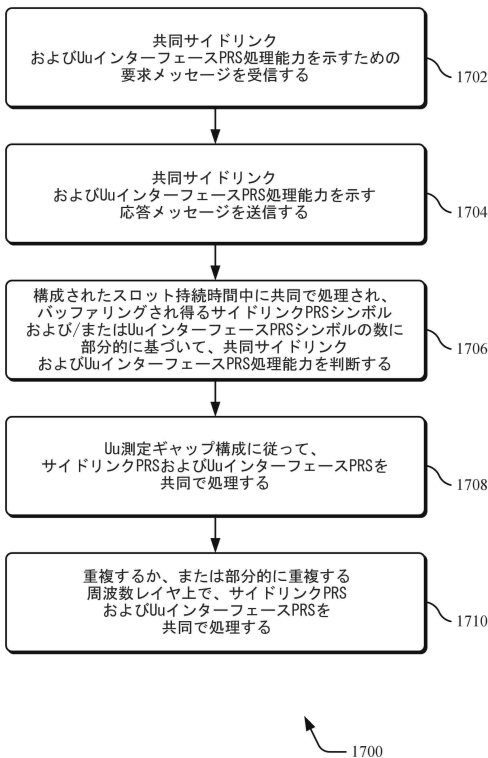 共同サイドリンク
およびUuインターフェースPRS処理能力を示すための
要求メッセージを受信する
1702
共同サイドリンク
およびUuインターフェースPRS処理能力を示す
応答メッセージを送信する
1704
構成されたスロット持続時間中に共同で処理され、
バッファリングされ得るサイドリンクPRSシンボル
および/またはUuインターフェースPRSシンボルの数に
部分的に基づいて、共同サイドリンク
およびUuインターフェースPRS処理能力を判断する
1706
Uu測定ギャップ構成に従って、
サイドリンクPRSおよびUuインターフェースPRSを
共同で処理する
1708
重複するか、または部分的に重複する
周波数レイヤ上で、サイドリンクPRS
およびUuインターフェースPRSを
共同で処理する
1710
1700